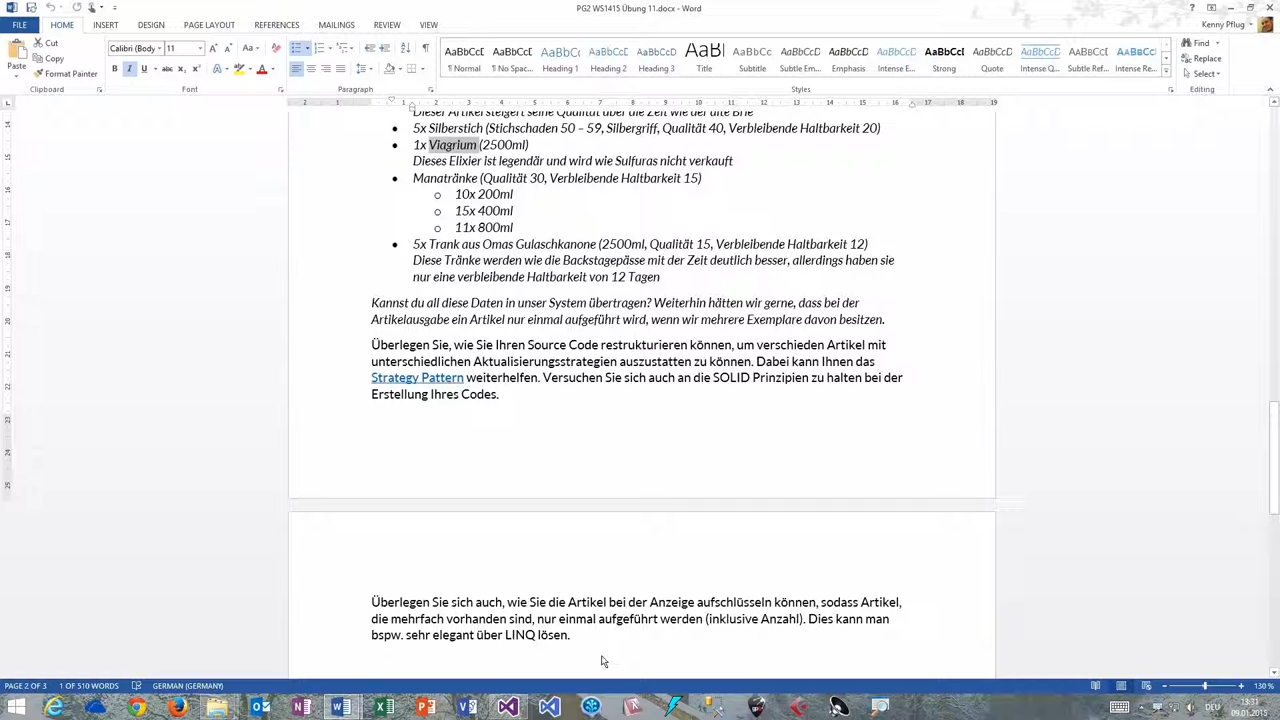 PG2 WS1415 Übung 11.docx - Word
FILE HOME INSERT DESIGN PAGE LAYOUT REFERENCES MAILINGS REVIEW VIEW
Kenny Pflug
Paste
Cut
Copy
Format Painter
Clipboard
Calibri (Body 11
Font
Paragraph
AaBbCcD AaBbCcD AaBbCcI AaBbCcD AaBbCcD AaBl AaBbCcD AaBbCcD AaBbCcD AaBbCcD AaBbCcD AaBbCcD AaBbCcD AaBbCcD AaBbCcD
¶ Normal ¶ No Spac... Heading 1 Heading 2 Heading 3 Title Subtitle Subtle Em... Emphasis Intense E... Strong Quote Intense Q... Subtle Ref... Intense Re...
Styles
Find
Replace
Select
Editing
Dieser Artikel steigert seine Qualität über die Zeit wie der alte Brie
• 5x Silberstich (Stichschaden 50 – 59, Silbergriff, Qualität 40, Verbleibende Haltbarkeit 20)
• 1x Viagrium (2500ml)
Dieses Elixier ist legendär und wird wie Sulfuras nicht verkauft
• Manatränke (Qualität 30, Verbleibende Haltbarkeit 15)
o 10x 200ml
o 15x 400ml
o 11x 800ml
• 5x Trank aus Omas Gulaschkanone (2500ml, Qualität 15, Verbleibende Haltbarkeit 12)
Diese Tränke werden wie die Backstagepässe mit der Zeit deutlich besser, allerdings haben sie
nur eine verbleibende Haltbarkeit von 12 Tagen
Kannst du all diese Daten in unser System übertragen? Weiterhin hätten wir gerne, dass bei der
Artikelausgabe ein Artikel nur einmal aufgeführt wird, wenn wir mehrere Exemplare davon besitzen.
Überlegen Sie, wie Sie Ihren Source Code restrukturieren können, um verschieden Artikel mit
unterschiedlichen Aktualisierungsstrategien auszustatten zu können. Dabei kann Ihnen das
Strategy Pattern weiterhelfen. Versuchen Sie sich auch an die SOLID Prinzipien zu halten bei der
Erstellung Ihres Codes.
Überlegen Sie sich auch, wie Sie die Artikel bei der Anzeige aufschlüsseln können, sodass Artikel,
die mehrfach vorhanden sind, nur einmal aufgeführt werden (inklusive Anzahl). Dies kann man
bspw. sehr elegant über LINQ lösen.
PAGE 2 OF 3 1 OF 510 WORDS GERMAN (GERMANY) 130 %
DEU 13:31
09.01.2015